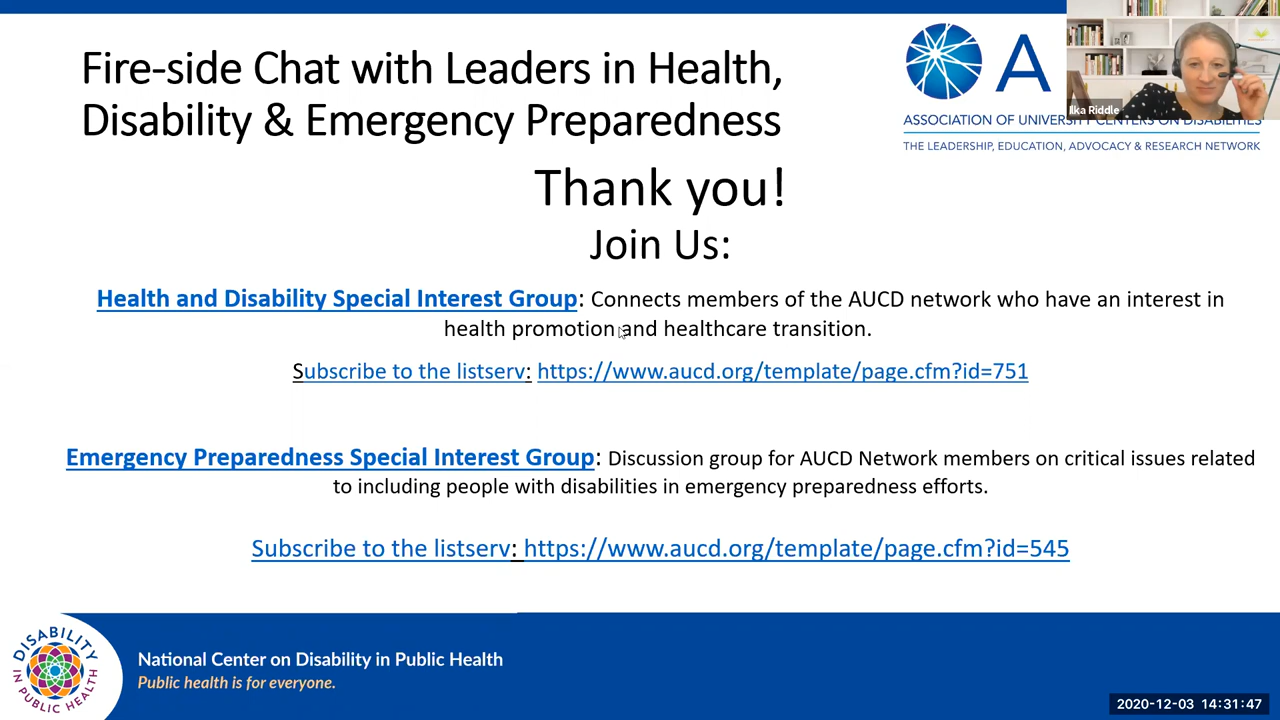 Fire-side Chat with Leaders in Health,
Disability & Emergency Preparedness
A
Ilka Riddle
ASSOCIATION OF UNIVERSITY CENTERS ON DISABILITIES
THE LEADERSHIP, EDUCATION, ADVOCACY & RESEARCH NETWORK
Thank you!
Join Us:
Health and Disability Special Interest Group: Connects members of the AUCD network who have an interest in
health promotion and healthcare transition.
Subscribe to the listserv: https://www.aucd.org/template/page.cfm?id=751
Emergency Preparedness Special Interest Group: Discussion group for AUCD Network members on critical issues related
to including people with disabilities in emergency preparedness efforts.
Subscribe to the listserv: https://www.aucd.org/template/page.cfm?id=545
DISABILITY
IN PUBLIC HEALTH
National Center on Disability in Public Health
Public health is for everyone.
2020-12-03 14:31:47